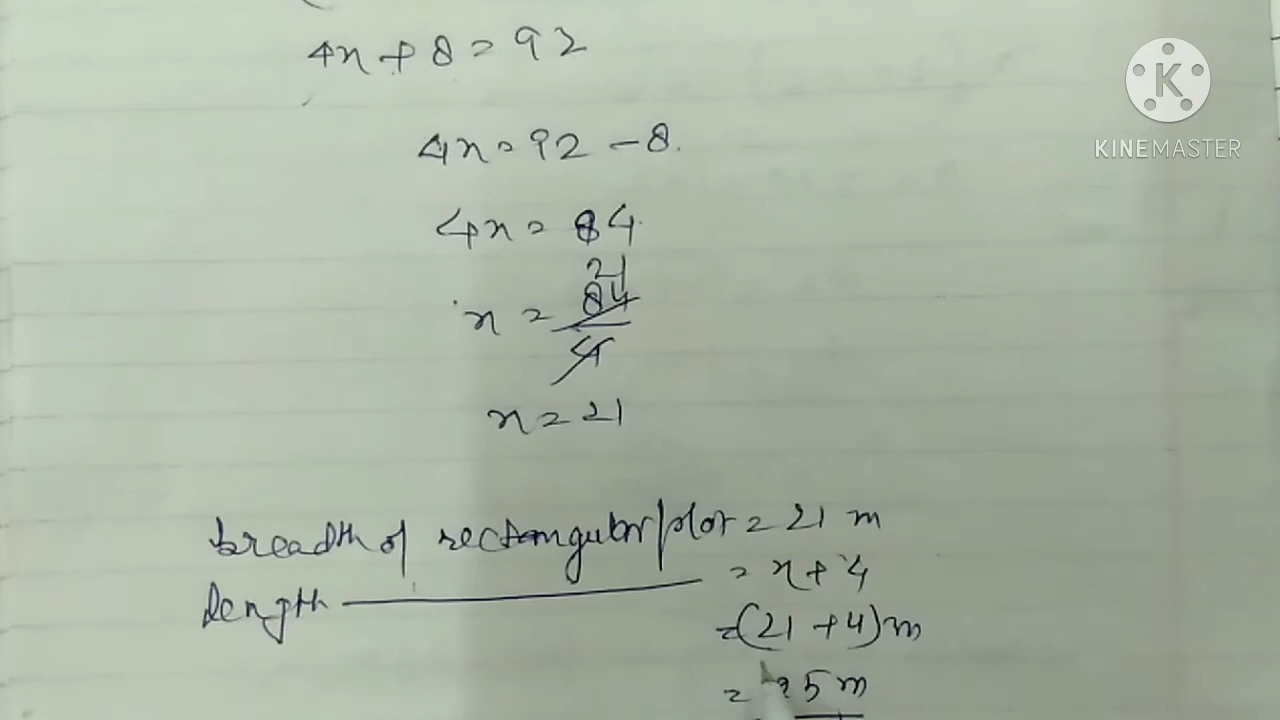 4x + 8 = 92
K
KINEMASTER
4x = 92 - 8.
4x = 84.
21
x = 84
4
x = 21
breadth of rectangular plot = 21 m
length ——— = x + 4
= (21 + 4) m
= 25 m